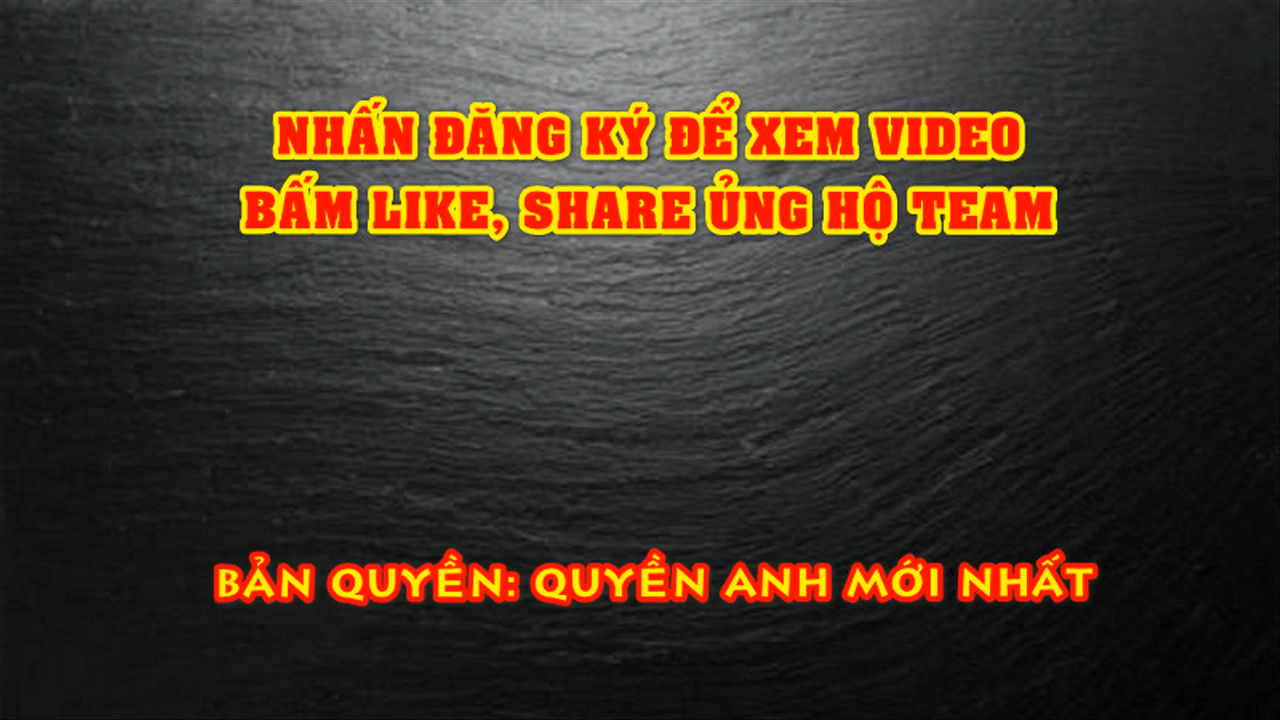 NHẤN ĐĂNG KÝ ĐỂ XEM VIDEO
BẤM LIKE, SHARE ỦNG HỘ TEAM
BẢN QUYỀN: QUYỀN ANH MỚI NHẤT